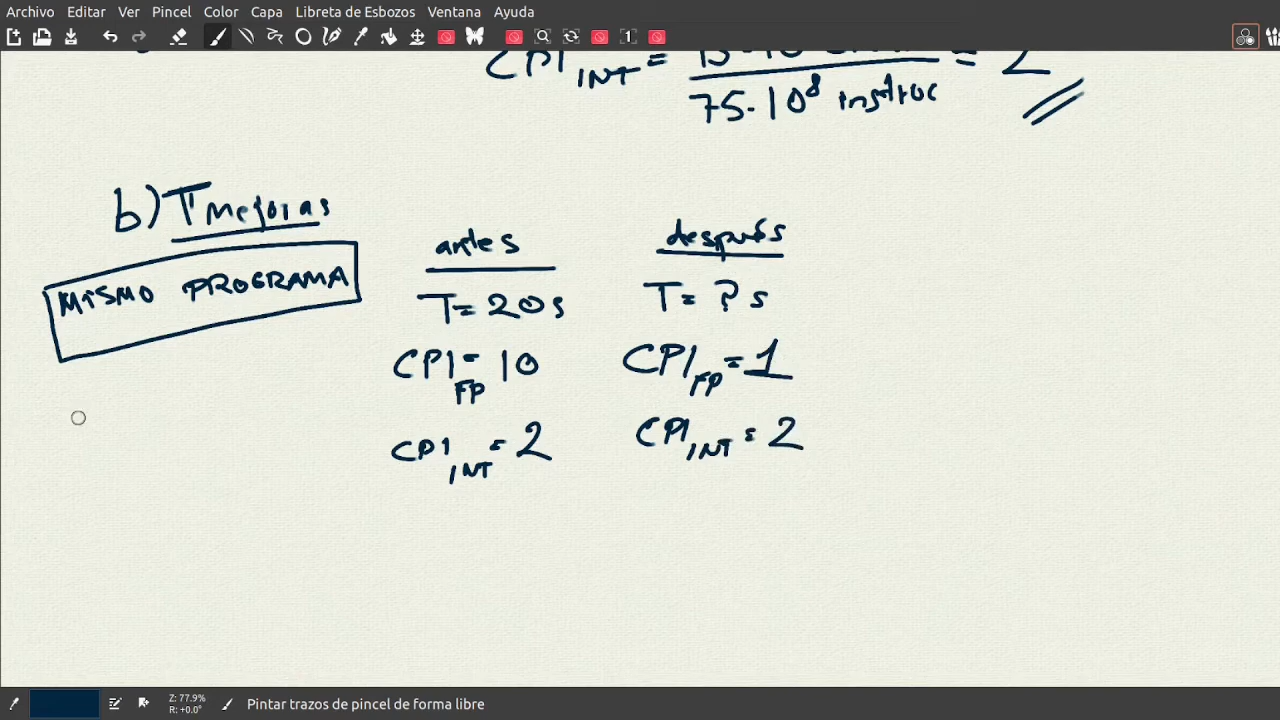 Archivo Editar Ver Pincel Color Capa Libreta de Esbozos Ventana Ayuda
CPI INT = = 2
75·10⁸ instruc
b) T mejoras
MISMO PROGRAMA
antes
T = 20 s
CPI FP = 10
CPI INT = 2
después
T = ? s
CPI FP = 1
CPI INT = 2
Z: 77.9%
R: +0.0°
Pintar trazos de pincel de forma libre